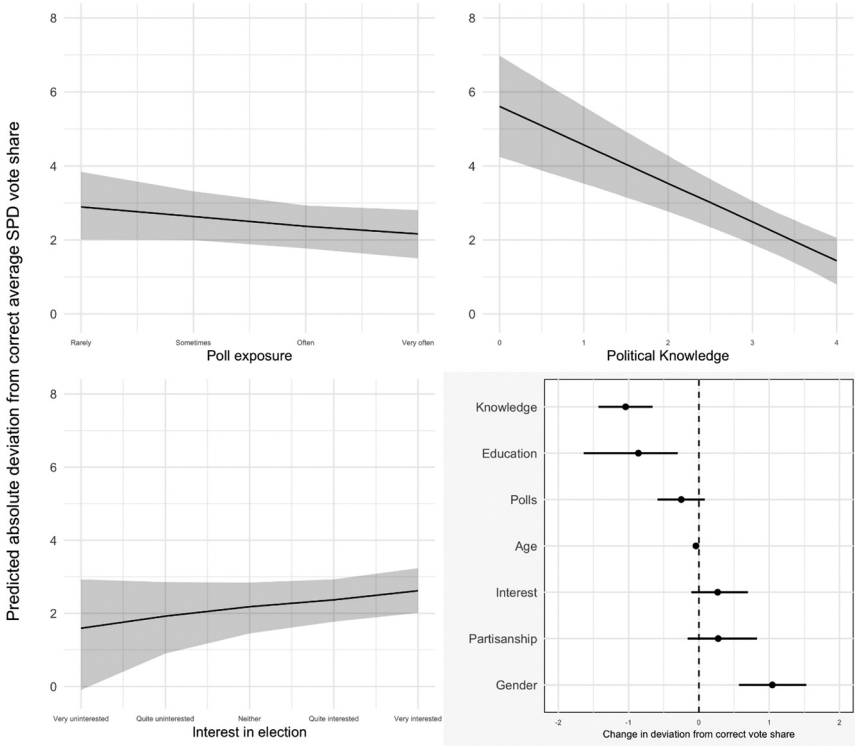 Predicted absolute deviation from correct average SPD vote share
8
6
4
2
0
Rarely Sometimes Often Very often
Poll exposure
8
6
4
2
0
0 1 2 3 4
Political Knowledge
8
6
4
2
0
Very uninterested Quite uninterested Neither Quite interested Very interested
Interest in election
Knowledge
Education
Polls
Age
Interest
Partisanship
Gender
-2 -1 0 1 2
Change in deviation from correct vote share